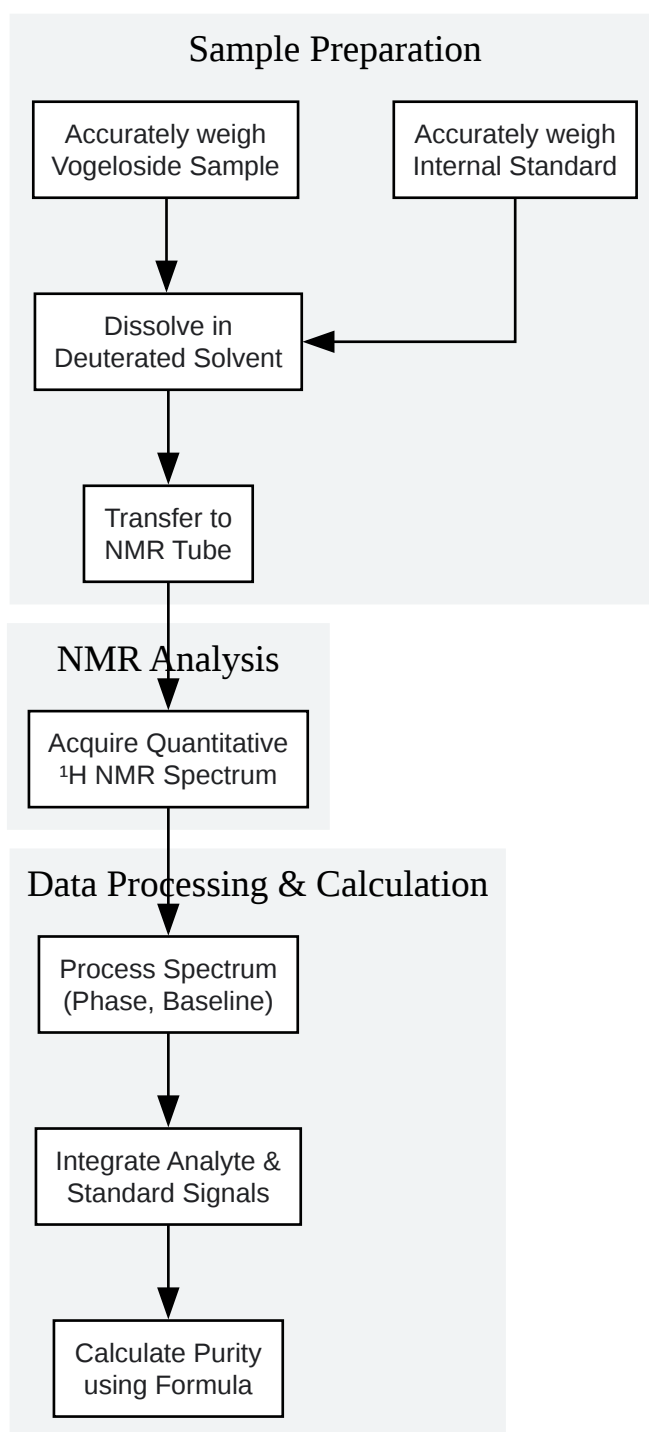 Sample Preparation
Accurately weigh
Vogeloside Sample
Accurately weigh
Internal Standard
Dissolve in
Deuterated Solvent
Transfer to
NMR Tube
NMR Analysis
Acquire Quantitative
¹H NMR Spectrum
Data Processing & Calculation
Process Spectrum
(Phase, Baseline)
Integrate Analyte &
Standard Signals
Calculate Purity
using Formula